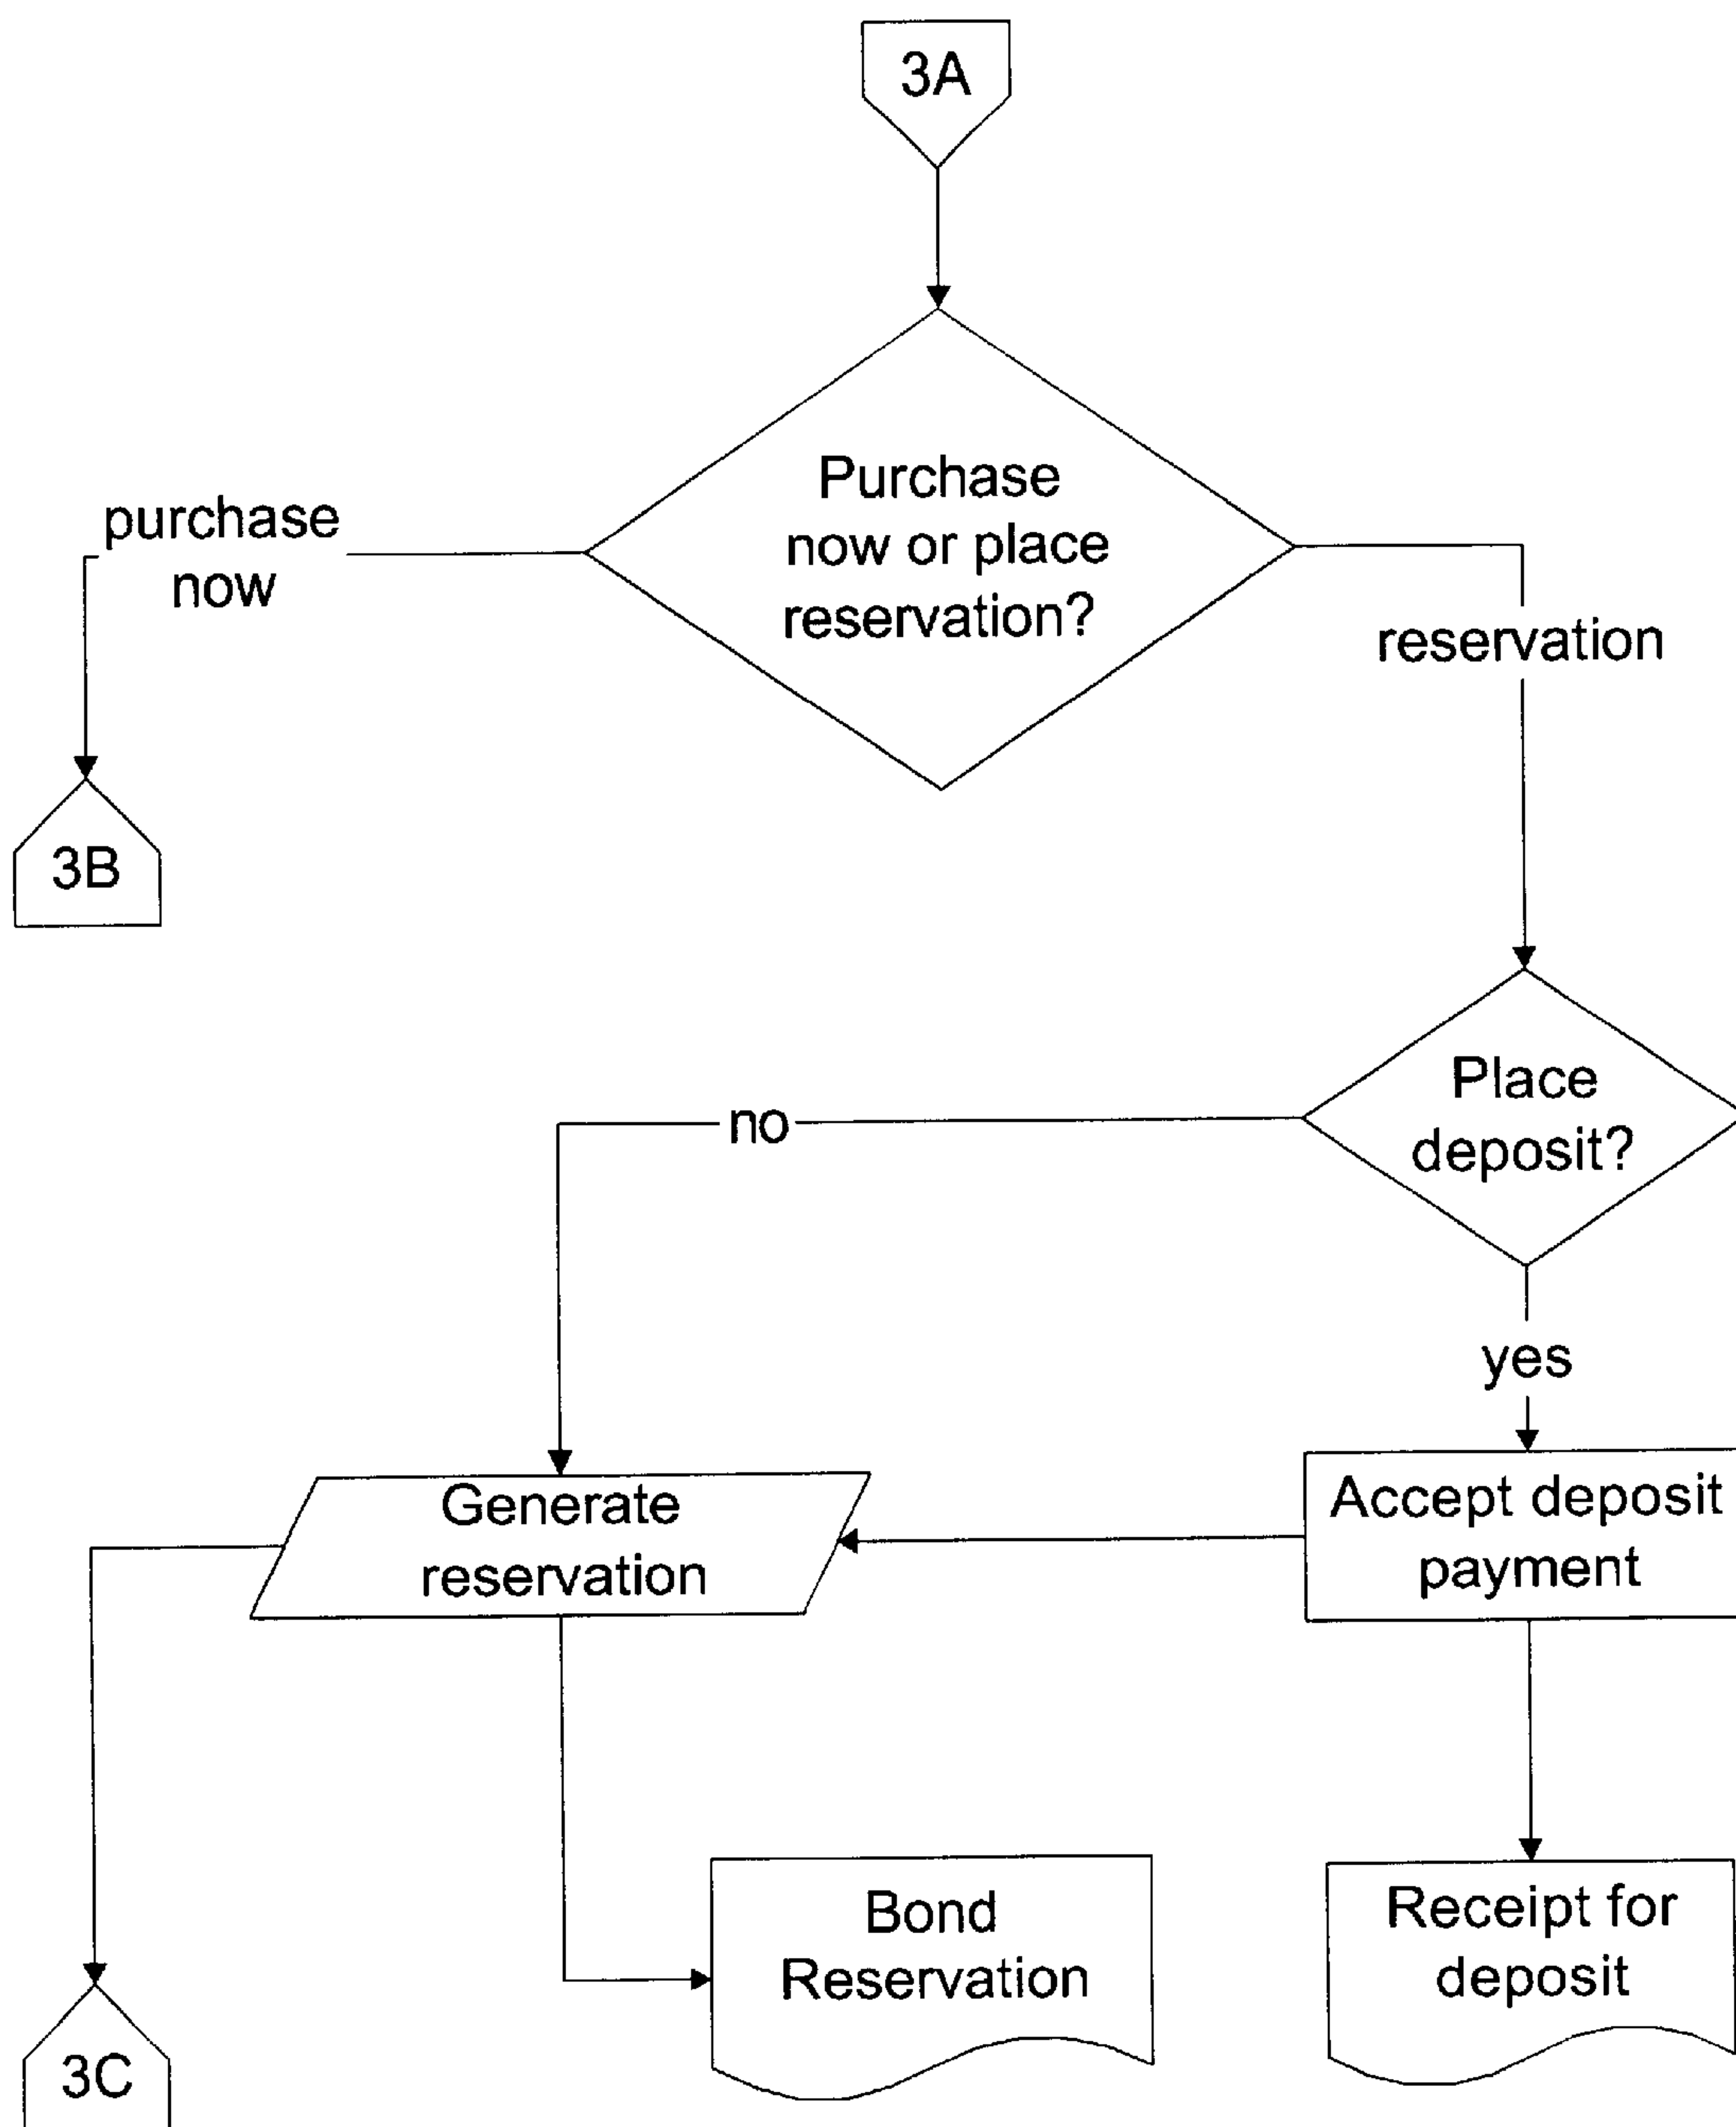 3A
Purchase
now or place
reservation?
purchase
now
reservation
3B
Place
deposit?
no
yes
Generate
reservation
Accept deposit
payment
Bond
Reservation
Receipt for
deposit
3C